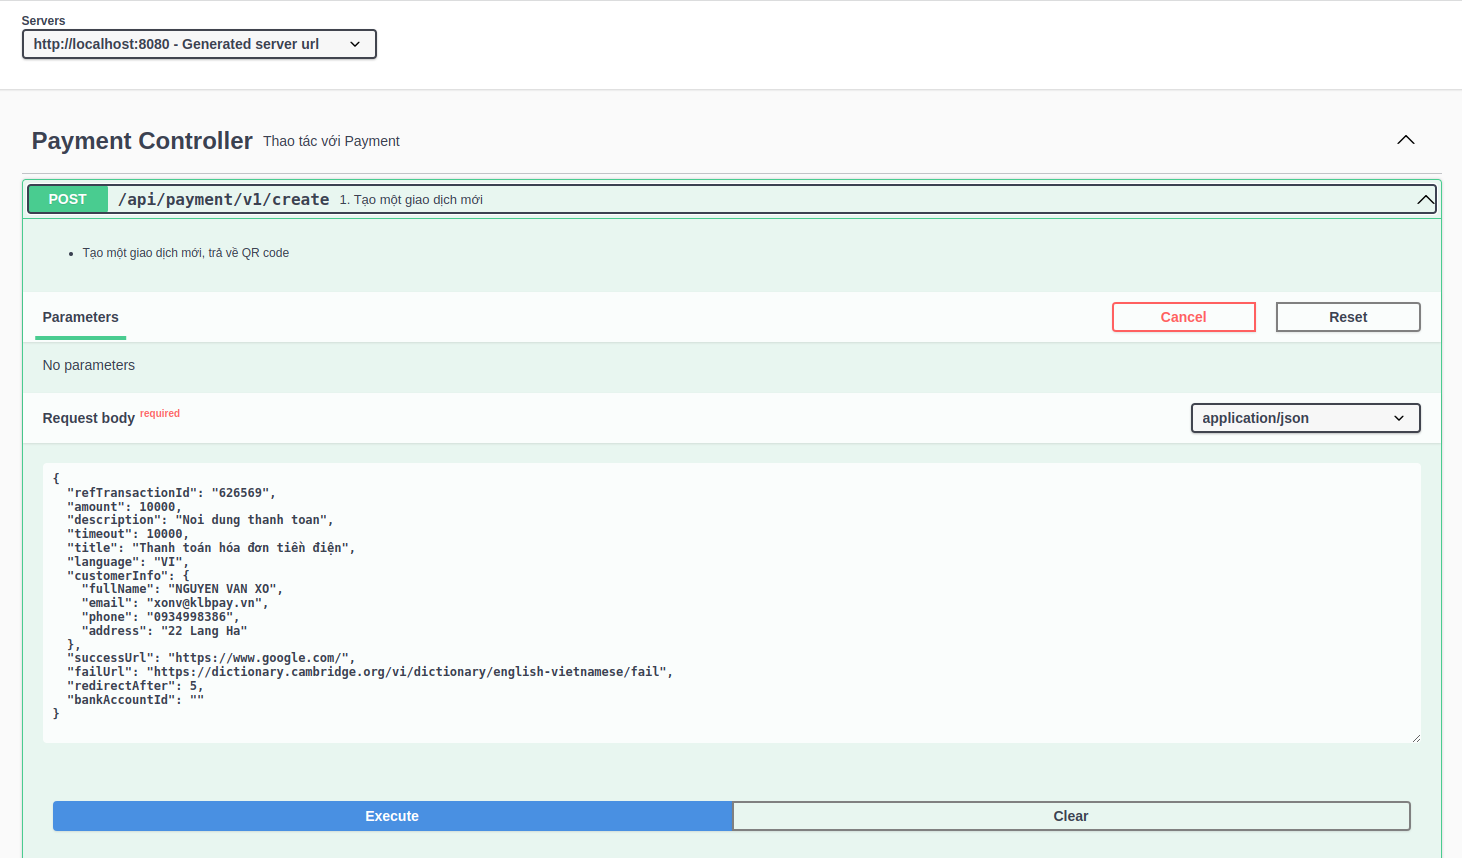 Servers
http://localhost:8080 - Generated server url
Payment Controller Thao tác với Payment
POST /api/payment/v1/create 1. Tạo một giao dịch mới
Tạo một giao dịch mới, trả về QR code
Parameters Cancel Reset
No parameters
Request body required application/json
{
  "refTransactionId": "626569",
  "amount": 10000,
  "description": "Noi dung thanh toan",
  "timeout": 10000,
  "title": "Thanh toán hóa đơn tiền điện",
  "language": "VI",
  "customerInfo": {
    "fullName": "NGUYEN VAN XO",
    "email": "xonv@klbpay.vn",
    "phone": "0934998386",
    "address": "22 Lang Ha"
  },
  "successUrl": "https://www.google.com/",
  "failUrl": "https://dictionary.cambridge.org/vi/dictionary/english-vietnamese/fail",
  "redirectAfter": 5,
  "bankAccountId": ""
}
Execute Clear